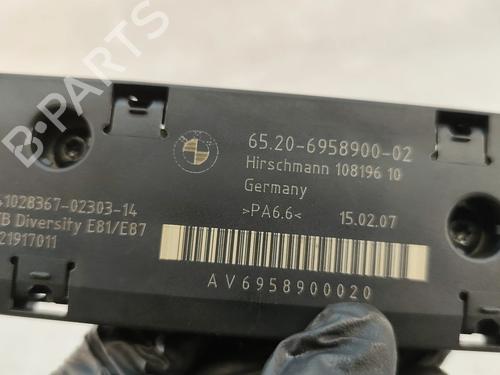 B-PARTS
65.20-6958900-02
Hirschmann 108196 10
Germany
>PA6.6< 15.02.07
41028367-02303-14
Diversity E81/E87
21917011
AV6958900020